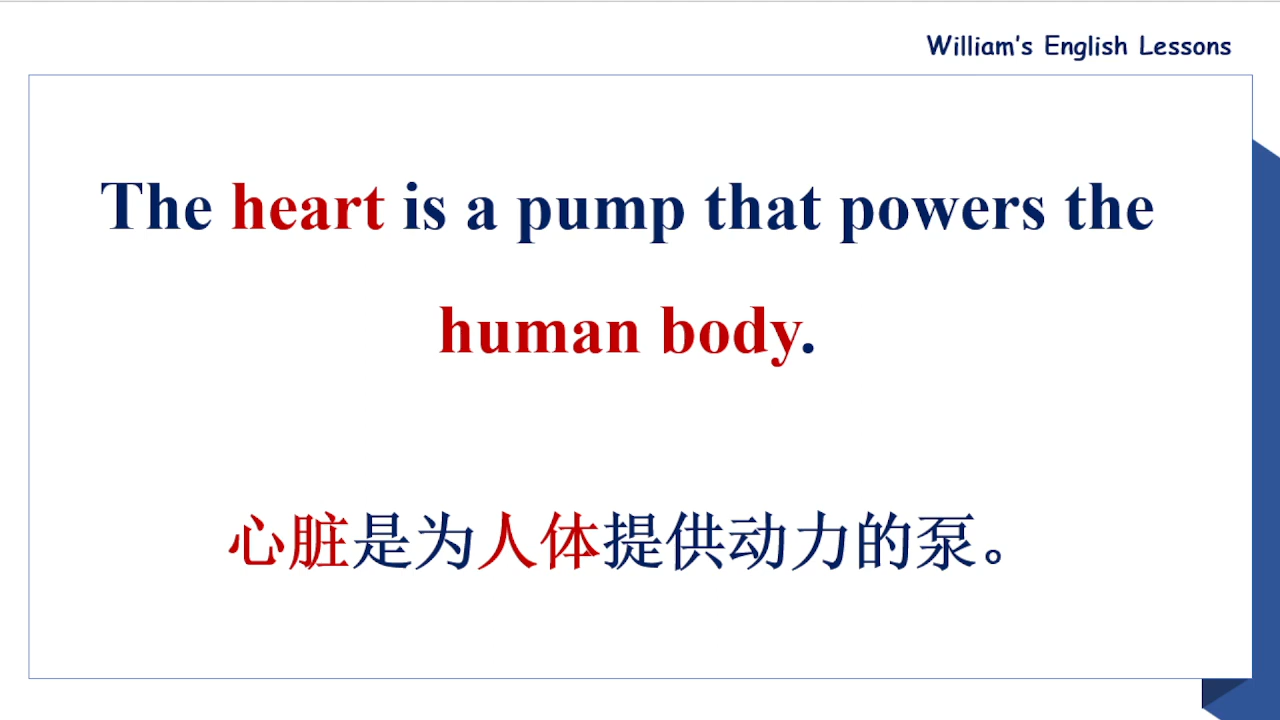 William's English Lessons
The heart is a pump that powers the
human body.
心脏是为人体提供动力的泵。